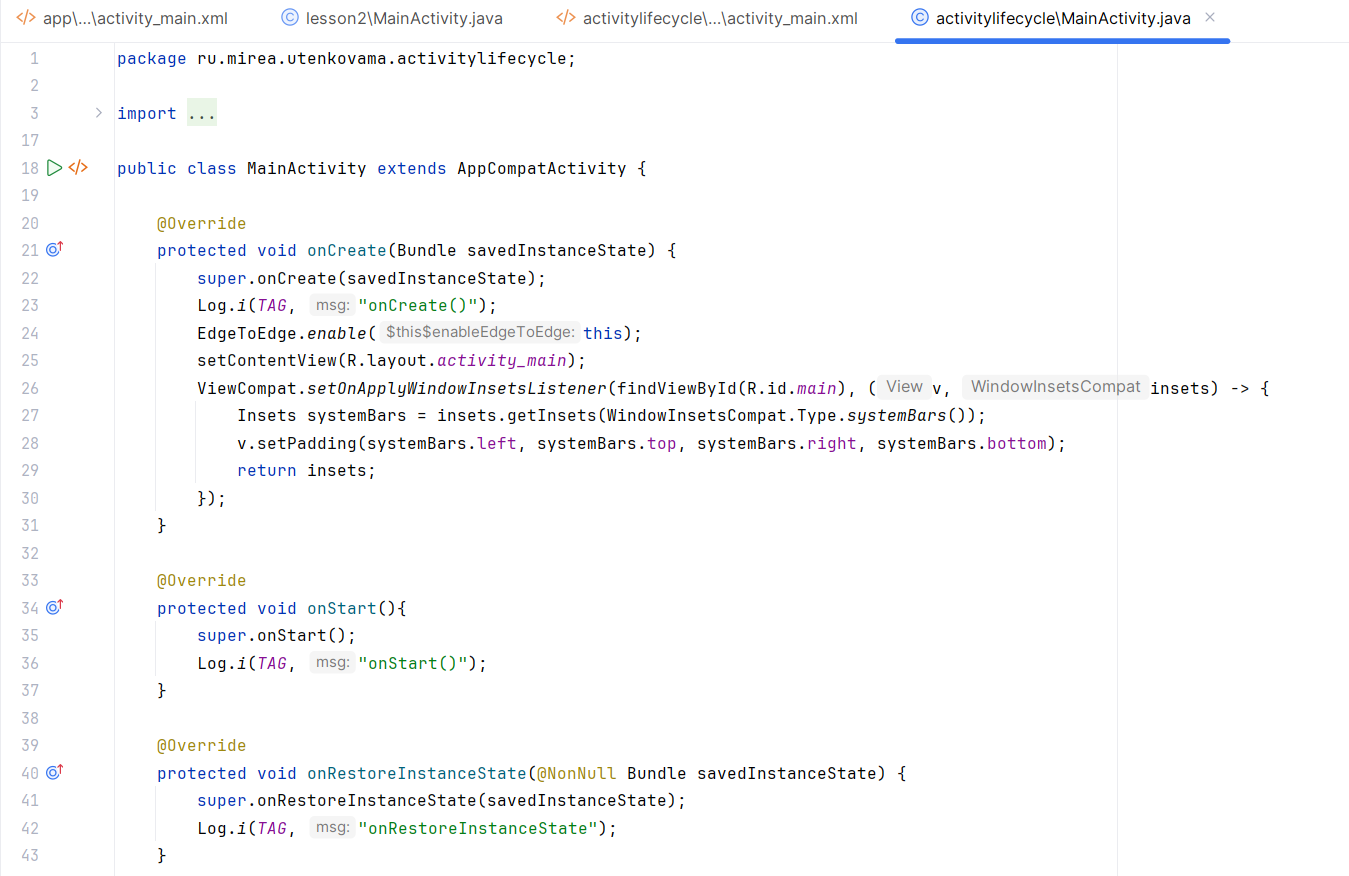 app\...\activity_main.xml lesson2\MainActivity.java activitylifecycle\...\activity_main.xml activitylifecycle\MainActivity.java
1 package ru.mirea.utenkovama.activitylifecycle;
2
3 import ...
17
18 public class MainActivity extends AppCompatActivity {
19
20 @Override
21 protected void onCreate(Bundle savedInstanceState) {
22 super.onCreate(savedInstanceState);
23 Log.i(TAG, msg: "onCreate()");
24 EdgeToEdge.enable( $this$enableEdgeToEdge: this);
25 setContentView(R.layout.activity_main);
26 ViewCompat.setOnApplyWindowInsetsListener(findViewById(R.id.main), ( View v, WindowInsetsCompat insets) -> {
27 Insets systemBars = insets.getInsets(WindowInsetsCompat.Type.systemBars());
28 v.setPadding(systemBars.left, systemBars.top, systemBars.right, systemBars.bottom);
29 return insets;
30 });
31 }
32
33 @Override
34 protected void onStart(){
35 super.onStart();
36 Log.i(TAG, msg: "onStart()");
37 }
38
39 @Override
40 protected void onRestoreInstanceState(@NonNull Bundle savedInstanceState) {
41 super.onRestoreInstanceState(savedInstanceState);
42 Log.i(TAG, msg: "onRestoreInstanceState");
43 }